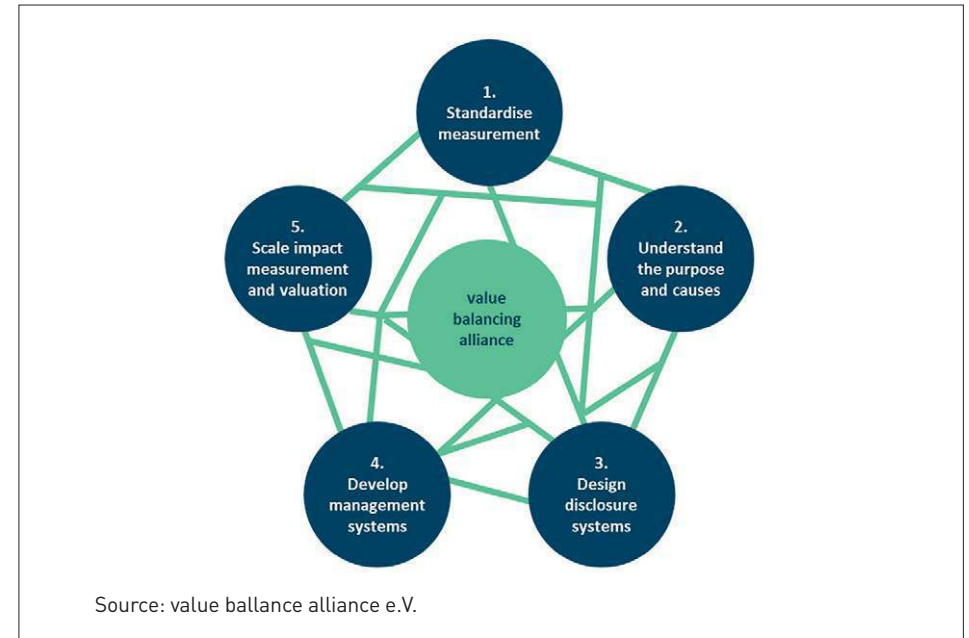 1.
Standardise
measurement
2.
Understand
the purpose
and causes
3.
Design
disclosure
systems
4.
Develop
management
systems
5.
Scale impact
measurement
and valuation
value
balancing
alliance
Source: value ballance alliance e.V.